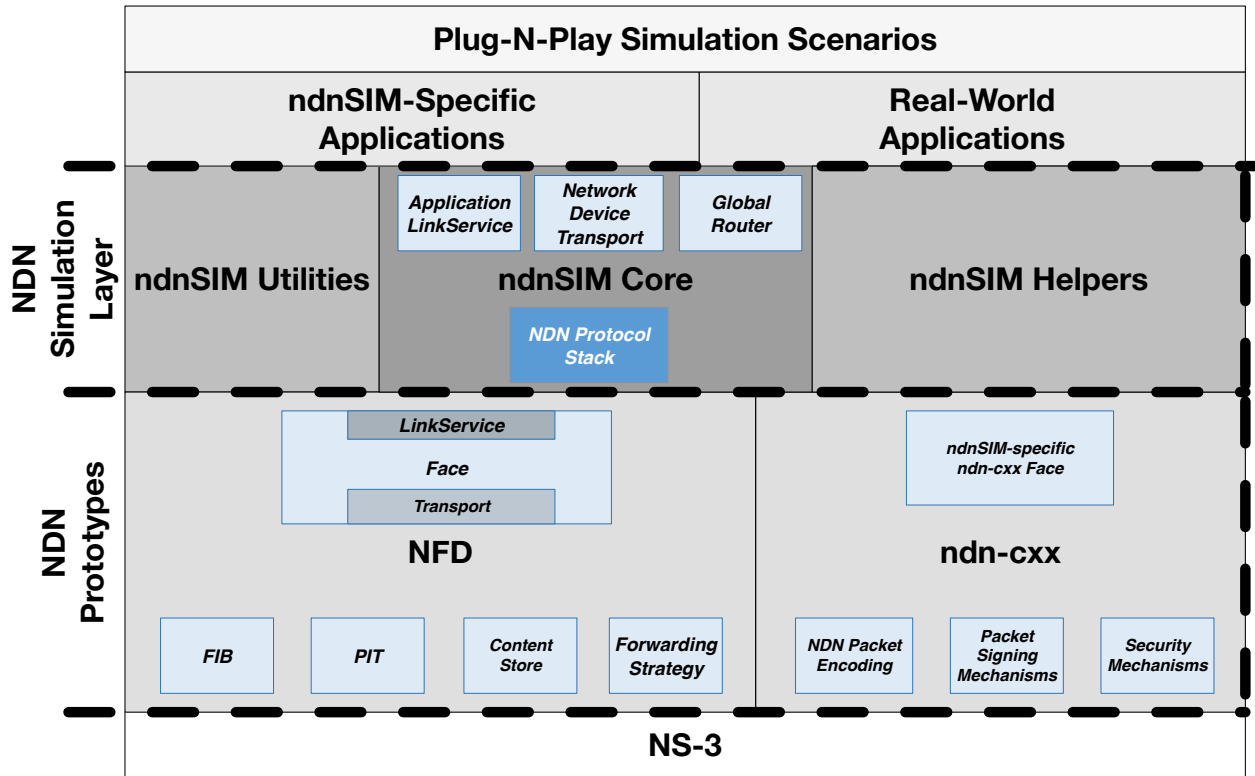 Plug-N-Play Simulation Scenarios
ndnSIM-Specific
Applications
Real-World
Applications
NDN
Simulation
Layer
Application
LinkService
Network
Device
Transport
Global
Router
ndnSIM Utilities
ndnSIM Core
ndnSIM Helpers
NDN Protocol
Stack
NDN
Prototypes
LinkService
Face
Transport
NFD
ndnSIM-specific
ndn-cxx Face
ndn-cxx
FIB
PIT
Content
Store
Forwarding
Strategy
NDN Packet
Encoding
Packet
Signing
Mechanisms
Security
Mechanisms
NS-3